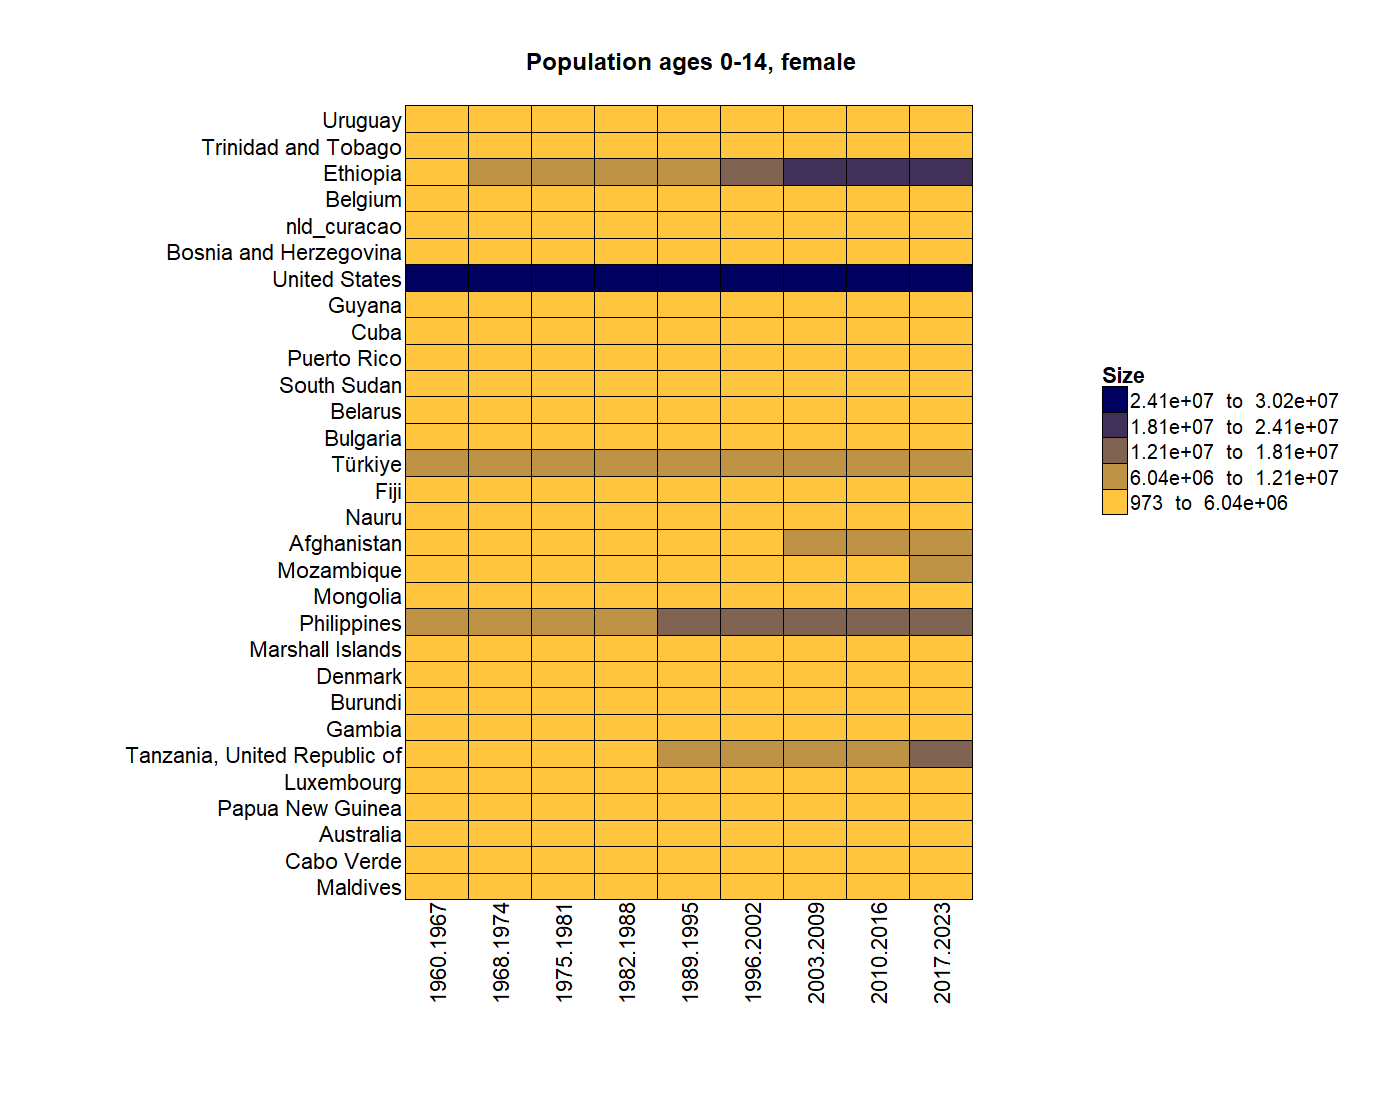 Population ages 0-14, female
Uruguay
Trinidad and Tobago
Ethiopia
Belgium
nld_curacao
Bosnia and Herzegovina
United States
Guyana
Cuba
Puerto Rico
South Sudan
Belarus
Bulgaria
Türkiye
Fiji
Nauru
Afghanistan
Mozambique
Mongolia
Philippines
Marshall Islands
Denmark
Burundi
Gambia
Tanzania, United Republic of
Luxembourg
Papua New Guinea
Australia
Cabo Verde
Maldives
1960.1967
1968.1974
1975.1981
1982.1988
1989.1995
1996.2002
2003.2009
2010.2016
2017.2023
Size
2.41e+07 to 3.02e+07
1.81e+07 to 2.41e+07
1.21e+07 to 1.81e+07
6.04e+06 to 1.21e+07
973 to 6.04e+06